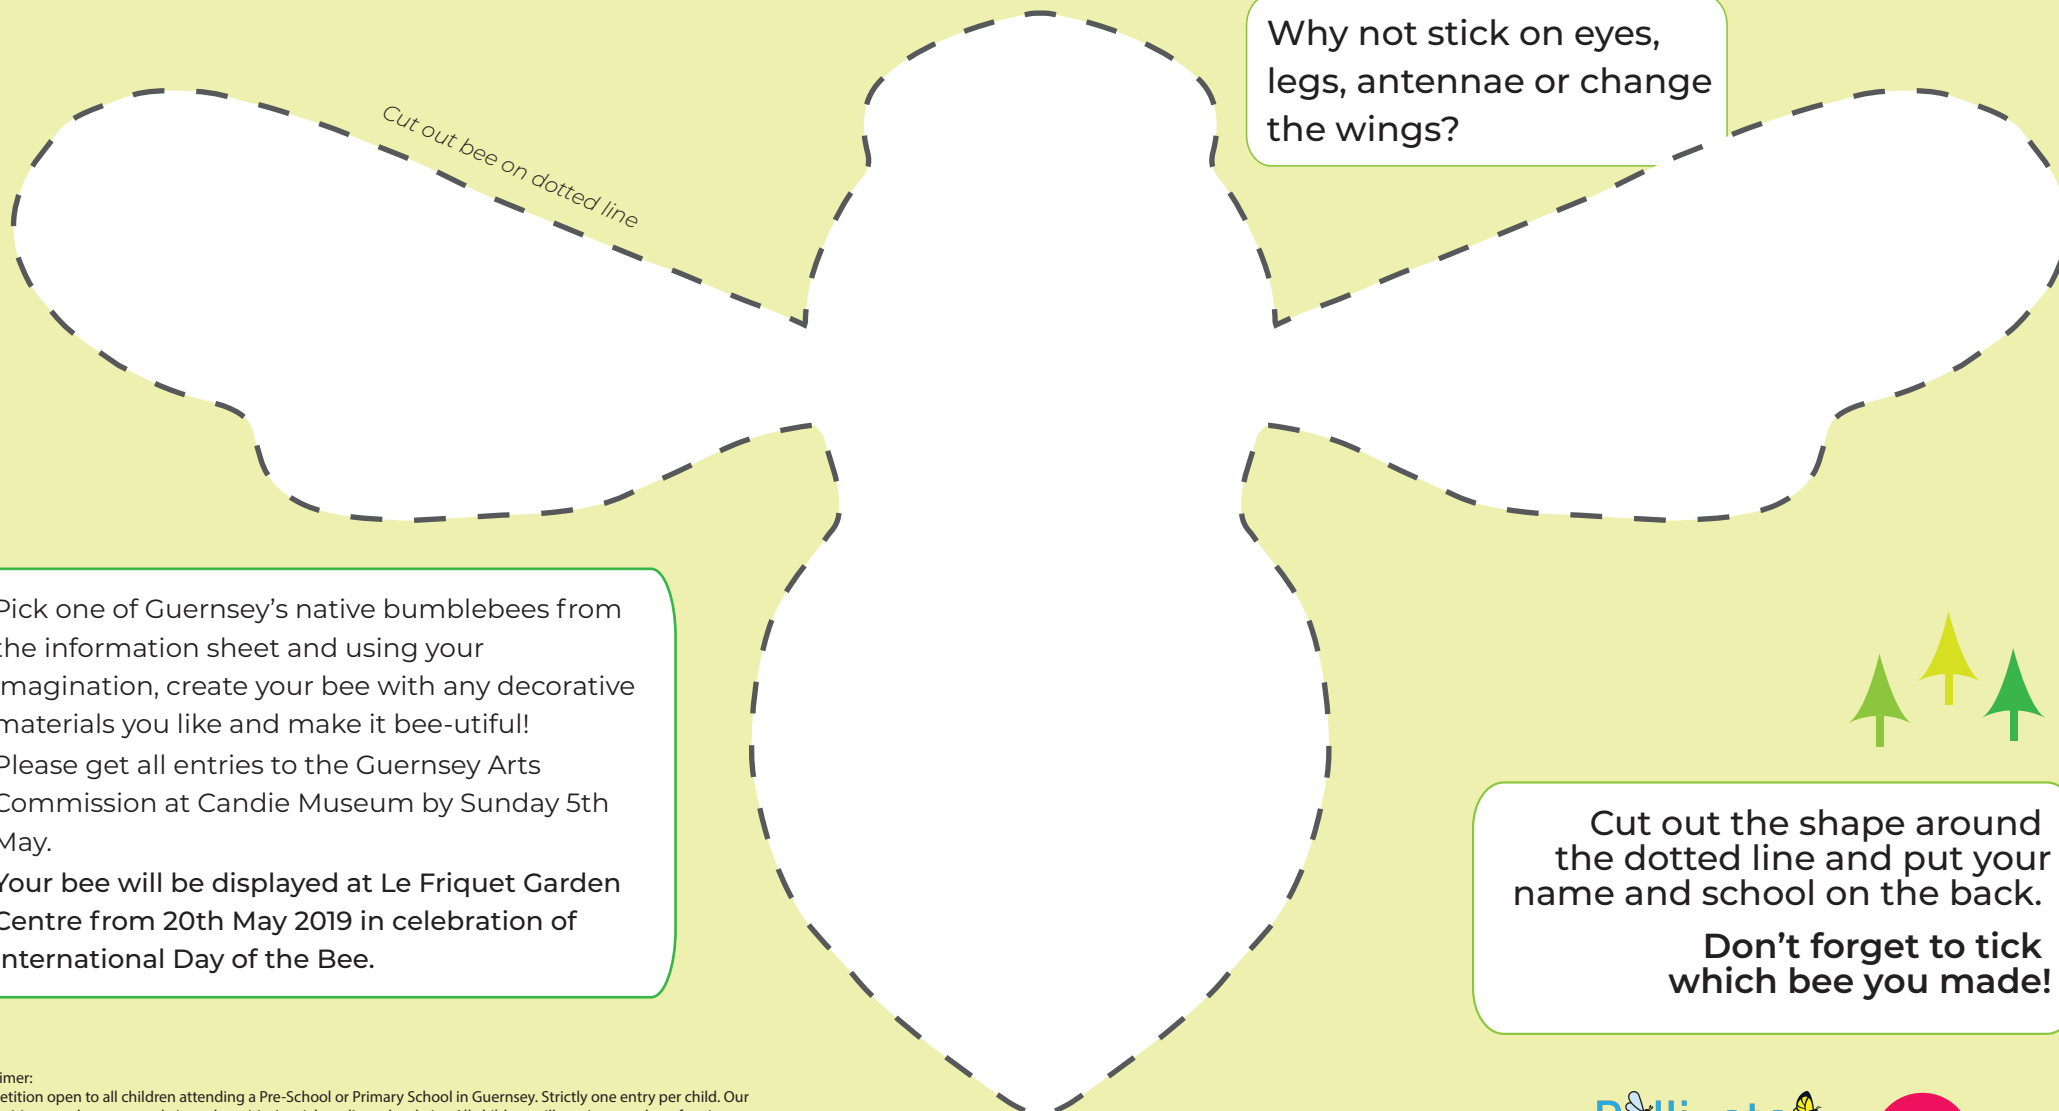 Why not stick on eyes,
legs, antennae or change
the wings?
Cut out bee on dotted line
Pick one of Guernsey's native bumblebees from
the information sheet and using your
imagination, create your bee with any decorative
materials you like and make it bee-utiful!
Please get all entries to the Guernsey Arts
Commission at Candie Museum by Sunday 5th
May.
Your bee will be displayed at Le Friquet Garden
Centre from 20th May 2019 in celebration of
International Day of the Bee.
Cut out the shape around
the dotted line and put your
name and school on the back.
Don't forget to tick
which bee you made!
imer:
etition open to all children attending a Pre-School or Primary School in Guernsey. Strictly one entry per child. Our